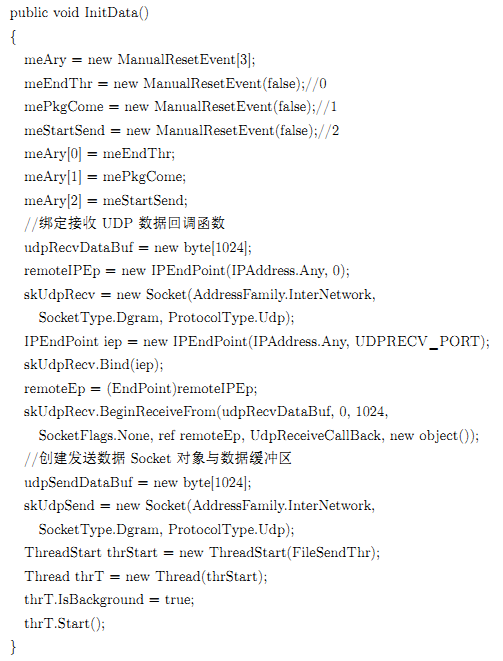 public void InitData()
{
meAry = new ManualResetEvent[3];
meEndThr = new ManualResetEvent(false);//0
mePkgCome = new ManualResetEvent(false);//1
meStartSend = new ManualResetEvent(false);//2
meAry[0] = meEndThr;
meAry[1] = mePkgCome;
meAry[2] = meStartSend;
//绑定接收 UDP 数据回调函数
udpRecvDataBuf = new byte[1024];
remoteIPEp = new IPEndPoint(IPAddress.Any, 0);
skUdpRecv = new Socket(AddressFamily.InterNetwork,
SocketType.Dgram, ProtocolType.Udp);
IPEndPoint iep = new IPEndPoint(IPAddress.Any, UDPRECV_PORT);
skUdpRecv.Bind(iep);
remoteEp = (EndPoint)remoteIPEp;
skUdpRecv.BeginReceiveFrom(udpRecvDataBuf, 0, 1024,
SocketFlags.None, ref remoteEp, UdpReceiveCallBack, new object());
//创建发送数据 Socket 对象与数据缓冲区
udpSendDataBuf = new byte[1024];
skUdpSend = new Socket(AddressFamily.InterNetwork,
SocketType.Dgram, ProtocolType.Udp);
ThreadStart thrStart = new ThreadStart(FileSendThr);
Thread thrT = new Thread(thrStart);
thrT.IsBackground = true;
thrT.Start();
}